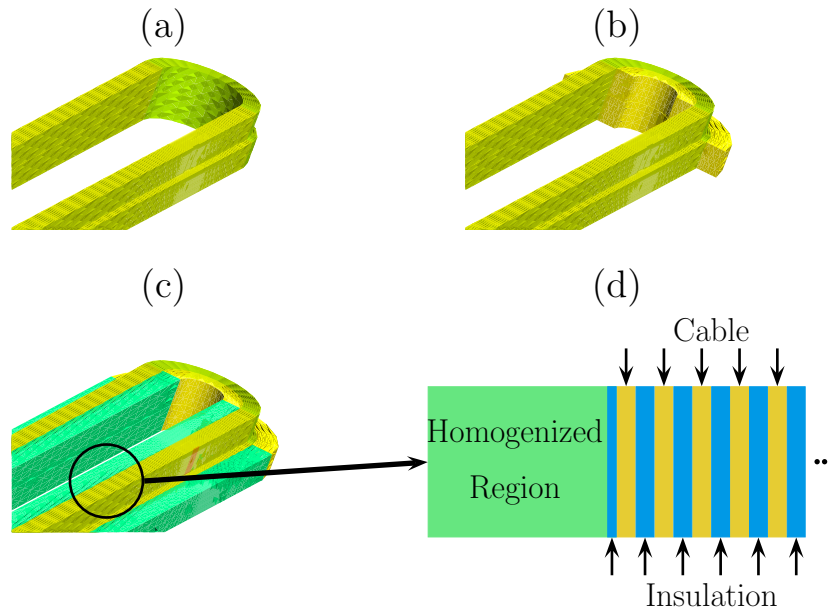 (a)
(b)
(c)
(d)
Cable
Homogenized
Region
..
Insulation